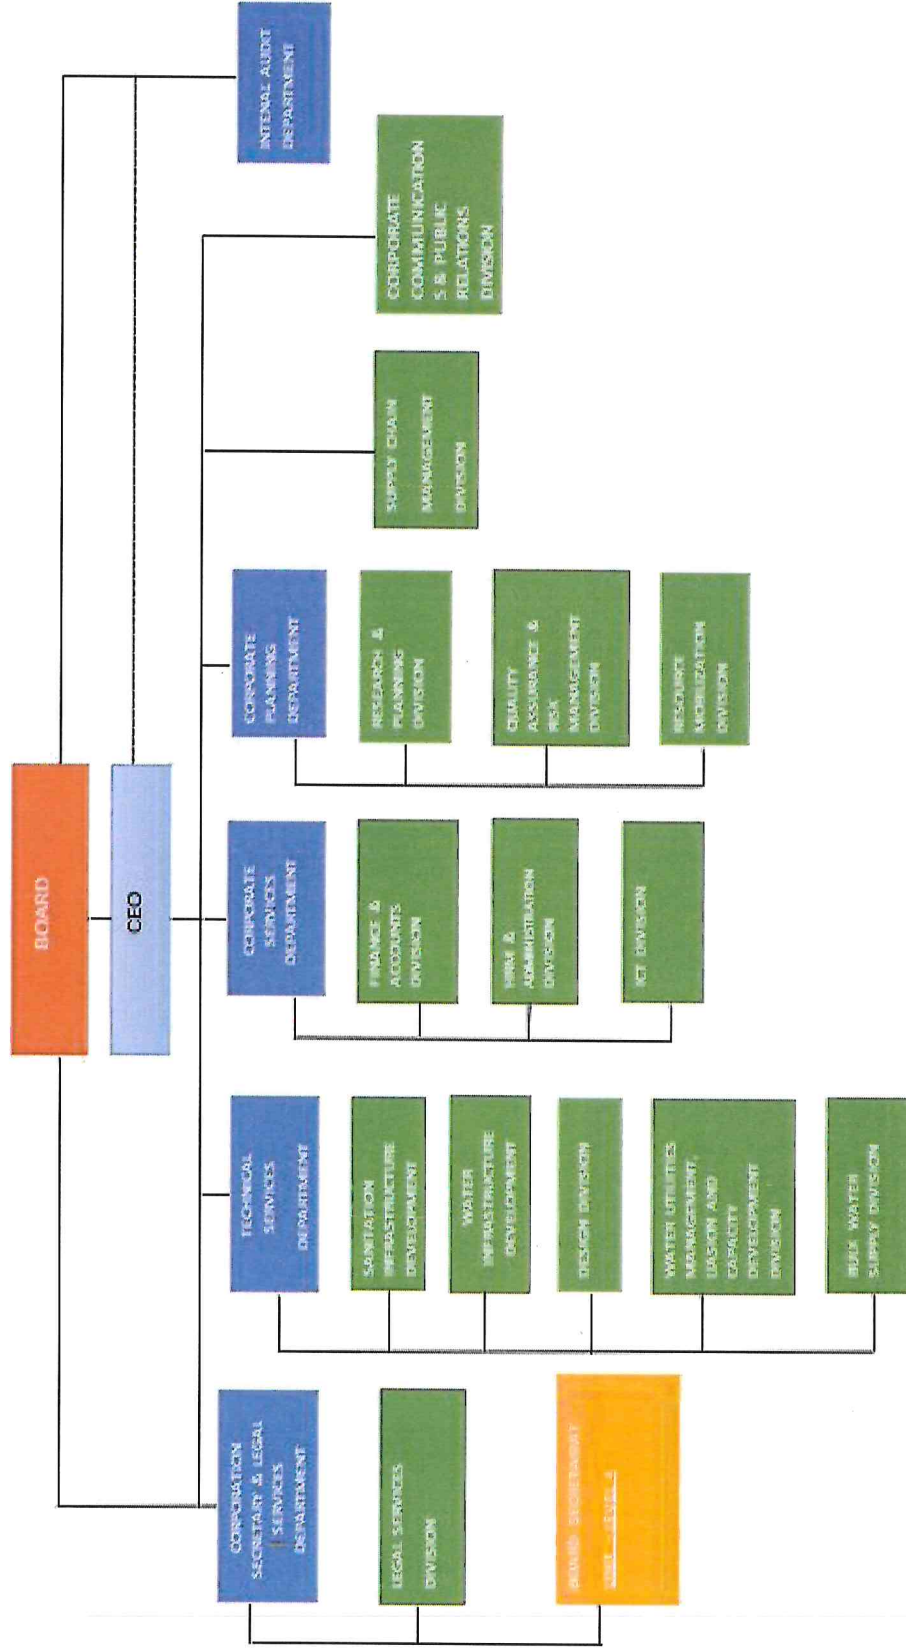 BOARD
CEO
CORPORATION
SECRETARY & LEGAL
SERVICES
DEPARTMENT
LEGAL SERVICES
DIVISION
BOARD SECRETARIAT
TECHNICAL
SERVICES
DEPARTMENT
SANITATION
INFRASTRUCTURE
DEVELOPMENT
WATER
INFRASTRUCTURE
DEVELOPMENT
DESIGN DIVISION
WATER UTILITIES
MANAGEMENT,
LIASION AND
CAPACITY
DEVELOPMENT
DIVISION
BULK WATER
SUPPLY DIVISION
CORPORATE
SERVICES
DEPARTMENT
FINANCE &
ACCOUNTS
DIVISION
HRM &
ADMINISTRATION
DIVISION
ICT DIVISION
CORPORATE
PLANNING
DEPARTMENT
RESEARCH &
PLANNING
DIVISION
QUALITY
ASSURANCE &
RISK
MANAGEMENT
DIVISION
RESOURCE
MOBILIZATION
DIVISION
SUPPLY CHAIN
MANAGEMENT
DIVISION
CORPORATE
COMMUNICATION
S & PUBLIC
RELATIONS
DIVISION
INTENAL AUDIT
DEPARTMENT